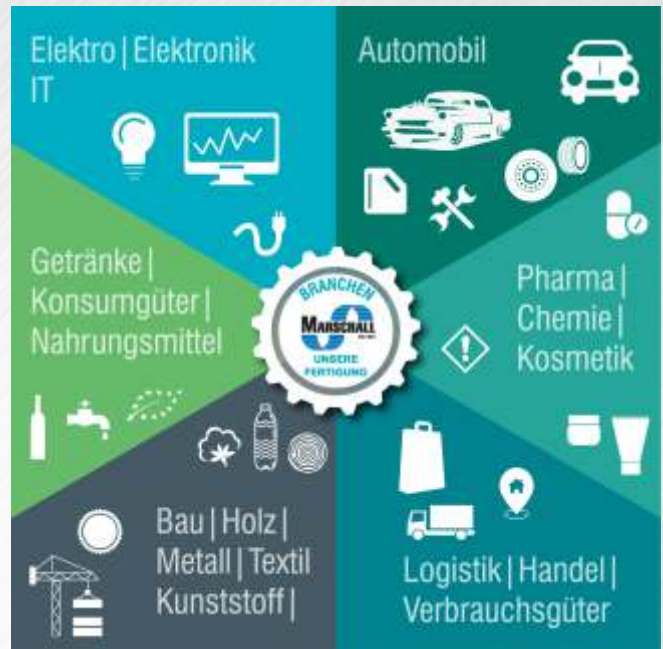 Elektro | Elektronik
IT
Automobil
Getränke |
Konsumgüter |
Nahrungsmittel
BRANCHEN
MARSCHALL
UNSERE
FERTIGUNG
Pharma |
Chemie |
Kosmetik
Bau | Holz |
Metall | Textil
Kunststoff |
Logistik | Handel |
Verbrauchsgüter